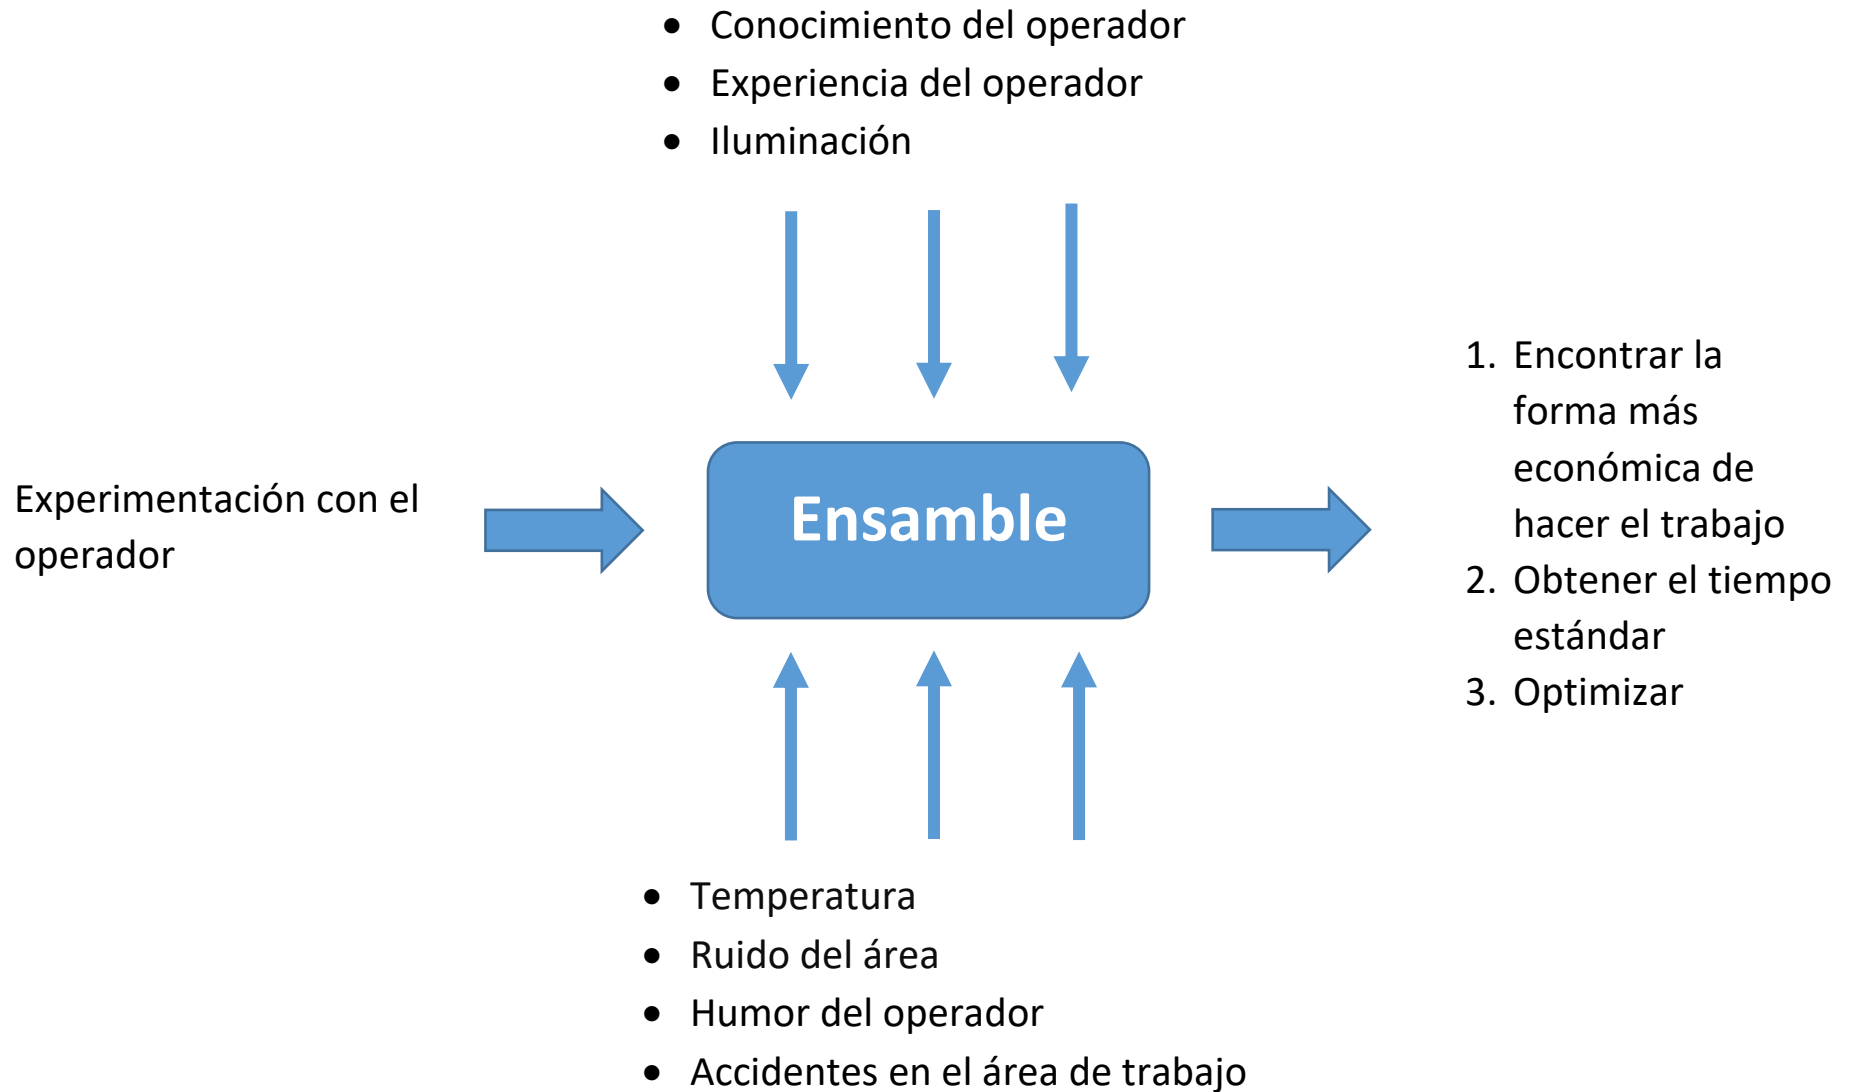 • Conocimiento del operador
• Experiencia del operador
• Iluminación
Experimentación con el
operador
Ensamble
1. Encontrar la
forma más
económica de
hacer el trabajo
2. Obtener el tiempo
estándar
3. Optimizar
• Temperatura
• Ruido del área
• Humor del operador
• Accidentes en el área de trabajo